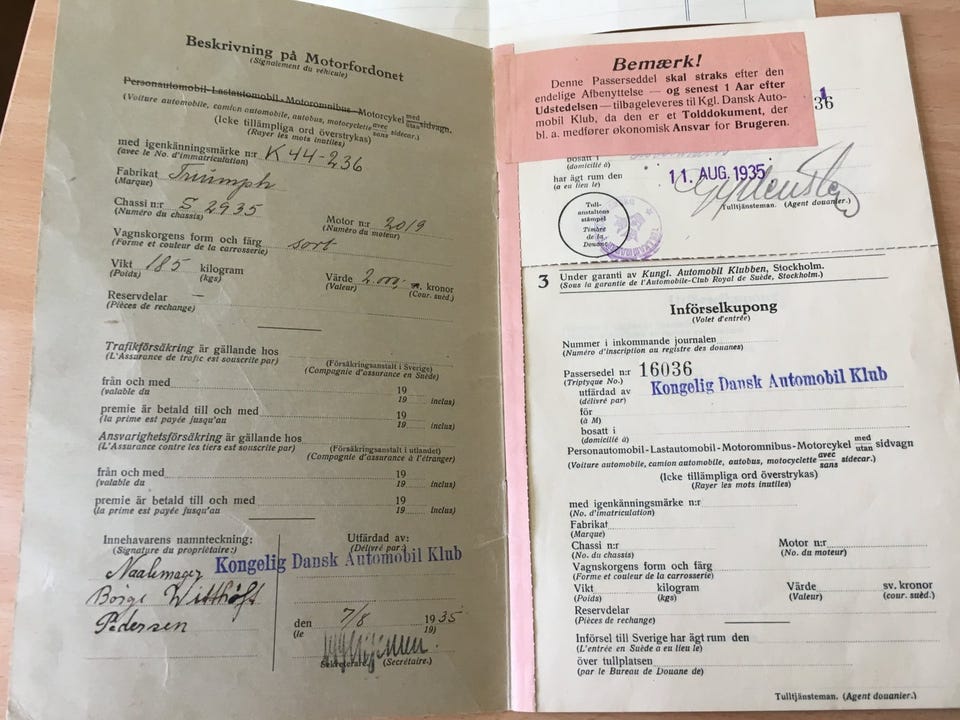 Beskrivning på Motorfordonet
(Signalement du véhicule)
Personautomobil-Lastautomobil-Motoromnibus-Motorcykel med utan sidvagn.
(Voiture automobile, camion automobile, autobus, motocyclette avec sans sidecar.)
(Icke tillämpliga ord överstrykas)
(Rayer les mots inutiles)
med igenkänningsmärke n:r K 44-236
(avec le No. d'immatriculation)
Fabrikat Triumph
(Marque)
Chassi n:r S 2935 Motor n:r 2019
(Numéro du chassis) (Numéro du moteur)
Vagnskorgens form och färg sort
(Forme et couleur de la carrosserie)
Vikt 185 kilogram Värde 2.000,- kronor
(Poids) (kgs) (Valeur) (Cour. suèd.)
Reservdelar —
(Pièces de rechange)
Trafikförsäkring är gällande hos
(L'Assurance de trafic est souscrite par) (Försäkringsanstalt i Sverige)
(Compagnie d'assurance en Suède)
från och med 19
(valable du 19 inclus)
premie är betald till och med 19
(la prime est payée jusqu'au 19 inclus)
Ansvarighetsförsäkring är gällande hos
(L'Assurance contre les tiers est souscrite par) (Försäkringsanstalt i utlandet)
(Compagnie d'assurance à l'étranger)
från och med 19
(valable du 19 inclus)
premie är betald till och med 19
(la prime est payée jusqu'au 19 inclus)
Innehavarens namnteckning: Utfärdad av:
(Signature du propriétaire:) (Délivré par:)
Kongelig Dansk Automobil Klub
Naalemager
Börge Witthöft
Pedersen
den 7/8 1935
(le 19)
Sekreterare. (Secrétaire.)
Bemærk!
Denne Passerseddel skal straks efter den
endelige Afbenyttelse — og senest 1 Aar efter
Udstedelsen — tilbageleveres til Kgl. Dansk Auto-
mobil Klub, da den er et Tolddokument, der
bl. a. medfører økonomisk Ansvar for Brugeren.
1
36
bosatt i
(domicilié à)
har ägt rum den 11. AUG. 1935
(a eu lieu le)
Tulltjänsteman. (Agent douanier.)
Tull-
anstaltens
stämpel
Timbre
de la
Douane
3 Under garanti av Kungl. Automobil Klubben, Stockholm.
(Sous la garantie de l'Automobile-Club Royal de Suède, Stockholm.)
Införselkupong
(Volet d'entrée)
Nummer i inkommande journalen
(Numéro d'inscription au registre des douanes)
Passersedel n:r 16036
(Triptyque No.)
utfärdad av Kongelig Dansk Automobil Klub
(délivré par)
för
(à M)
bosatt i
(domicilié à)
Personautomobil-Lastautomobil-Motoromnibus-Motorcykel med utan sidvagn
(Voiture automobile, camion automobile, autobus, motocyclette avec sans sidecar.)
(Icke tillämpliga ord överstrykas)
(Rayer les mots inutiles)
med igenkänningsmärke n:r
(No. d'imatriculation)
Fabrikat
(Marque)
Chassi n:r Motor n:r
(No. du chassis) (No. du moteur)
Vagnskorgens form och färg
(Forme et couleur de la carrosserie)
Vikt kilogram Värde sv. kronor
(Poids) (kgs) (Valeur) (cour. suèd.)
Reservdelar
(Pièces de rechange)
Införsel till Sverige har ägt rum den
(L'entrée en Suède a eu lieu le)
över tullplatsen
(par le Bureau de Douane de)
Tulltjänsteman. (Agent douanier.)